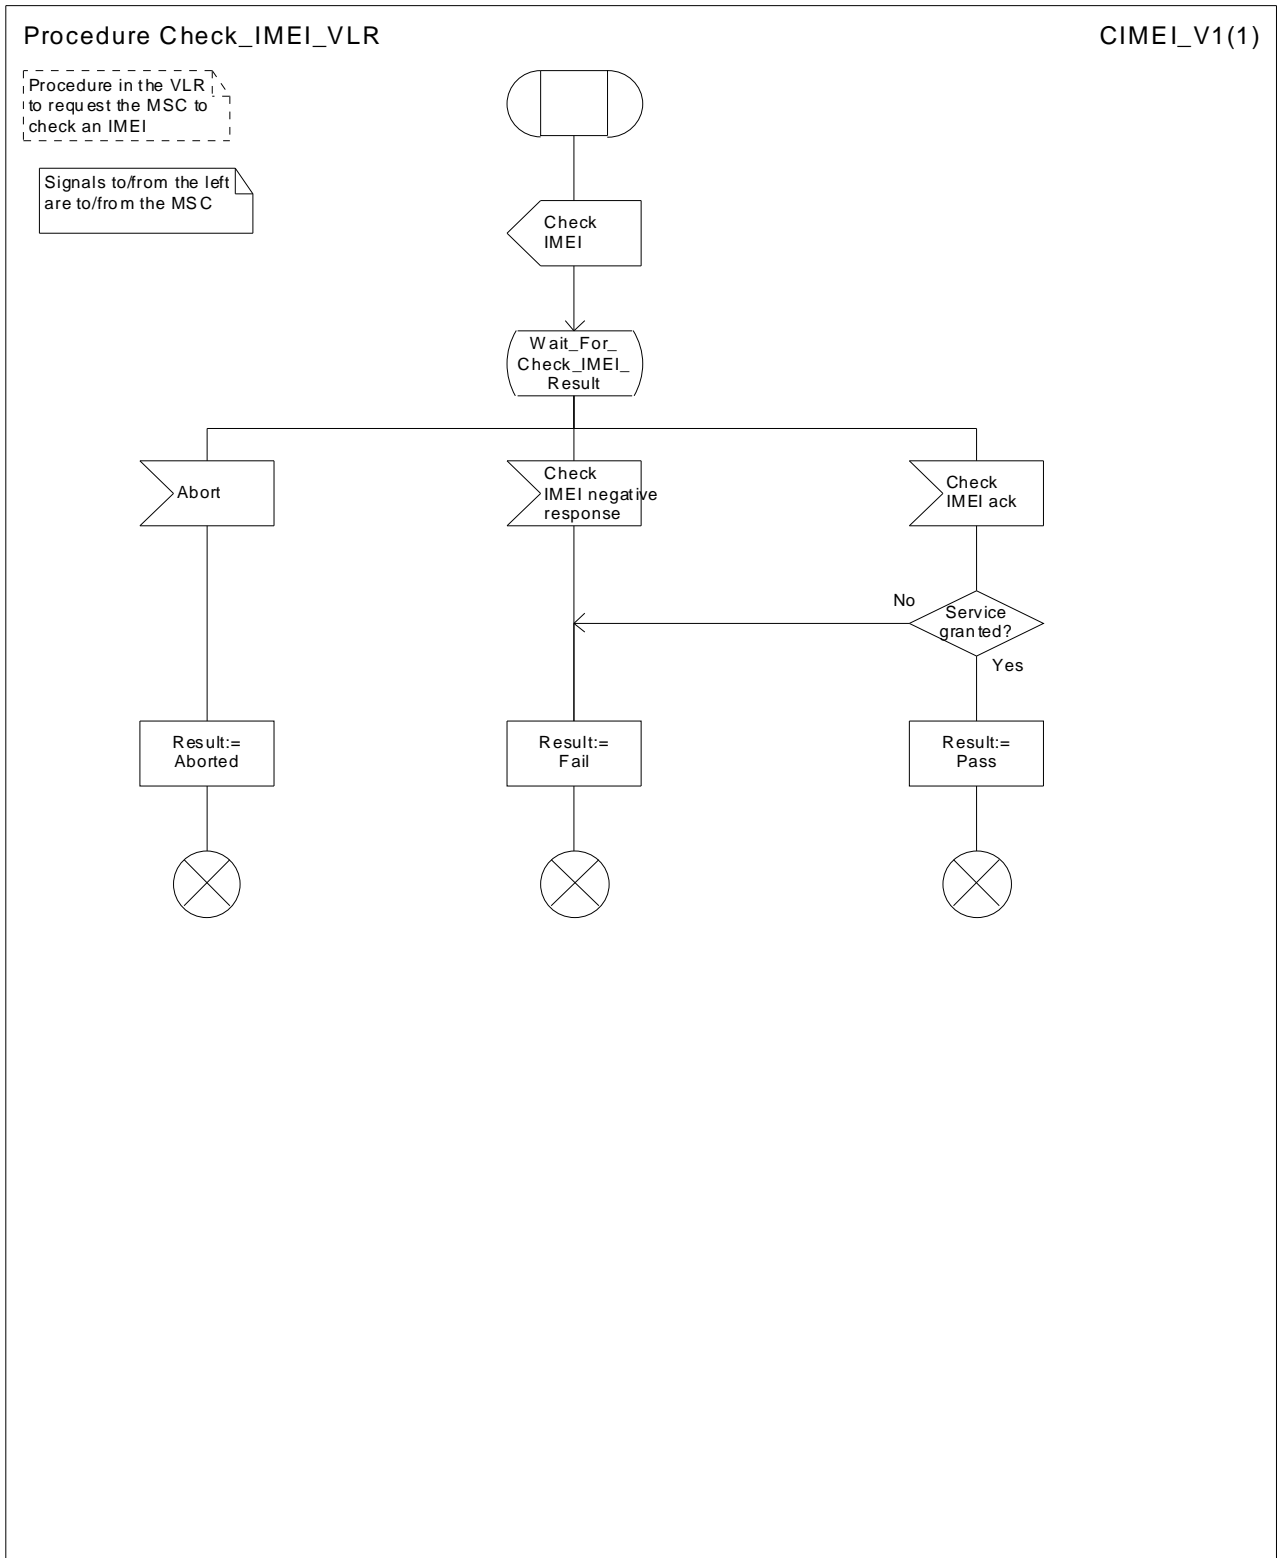 Procedure Check_IMEI_VLR
CIMEI_V1(1)
Procedure in the VLR
to request the MSC to
check an IMEI
Signals to/from the left
are to/from the MSC
Check
IMEI
Wait_For_
Check_IMEI_
Result
Abort
Check
IMEI negative
response
Check
IMEI ack
No
Service
granted?
Yes
Result:=
Aborted
Result:=
Fail
Result:=
Pass